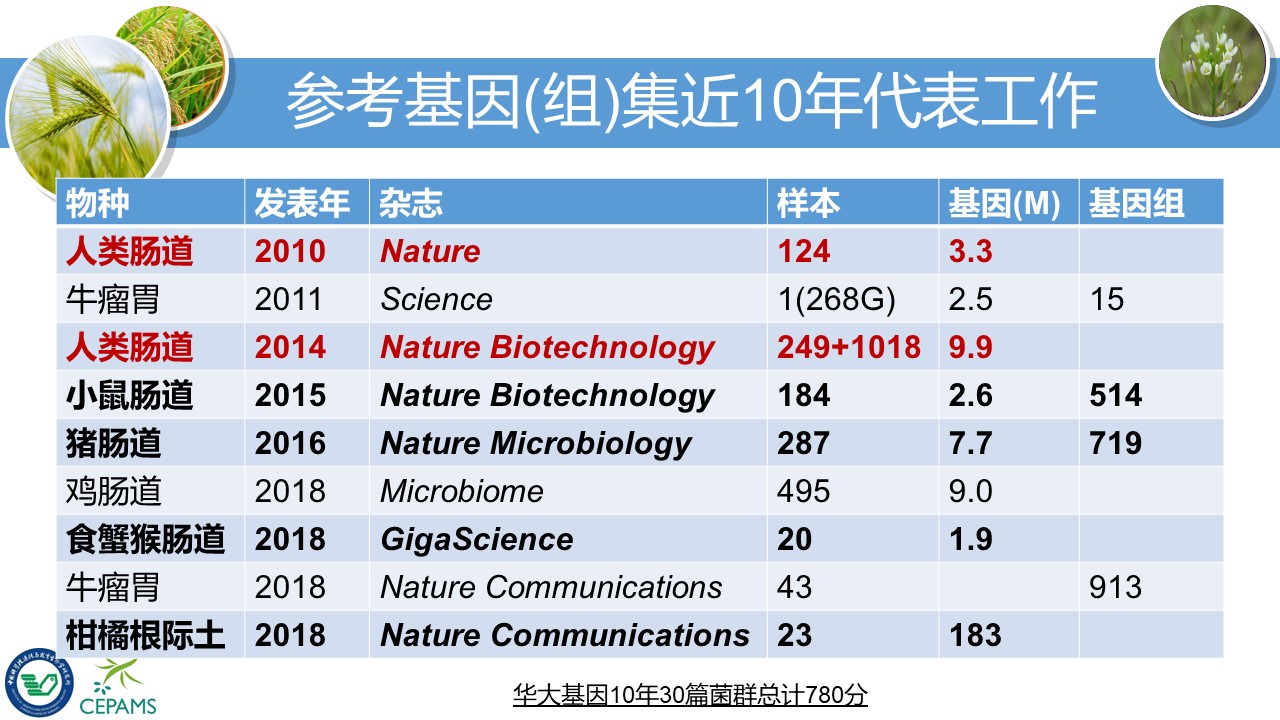 参考基因(组)集近10年代表工作
物种 发表年 杂志 样本 基因(M) 基因组
人类肠道 2010 Nature 124 3.3
牛瘤胃 2011 Science 1(268G) 2.5 15
人类肠道 2014 Nature Biotechnology 249+1018 9.9
小鼠肠道 2015 Nature Biotechnology 184 2.6 514
猪肠道 2016 Nature Microbiology 287 7.7 719
鸡肠道 2018 Microbiome 495 9.0
食蟹猴肠道 2018 GigaScience 20 1.9
牛瘤胃 2018 Nature Communications 43 913
柑橘根际土 2018 Nature Communications 23 183
CEPAMS
华大基因10年30篇菌群总计780分